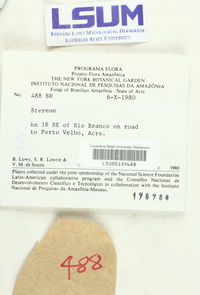 LSUM
BERNARD LOWY MYCOLOGICAL HERBARIUM
LOUISIANA STATE UNIVERSITY
PROGRAMA FLORA
Projeto Flora Amazônica
THE NEW YORK BOTANICAL GARDEN
INSTITUTO NACIONAL DE PESQUISAS DA AMAZÔNIA
Fungi of Brazilian Amazonia - State of Acre
No. 488 BR 6-X-1980
Stereum
km 18 SE of Rio Branco on road
to Porto Velho, Acre.
Louisiana State University Herbarium
B. Lowy, S. R. Lowrie &
V. M. de Souza
1980
Plants collected under the joint sponsorship of the National Science Foundation
Latin-American collaborative program and the Conselho Nacional de
Desenvolvimento Científico e Tecnológico in collaboration with the Instituto
Nacional de Pesquisas da Amazônia-Manaus.
488